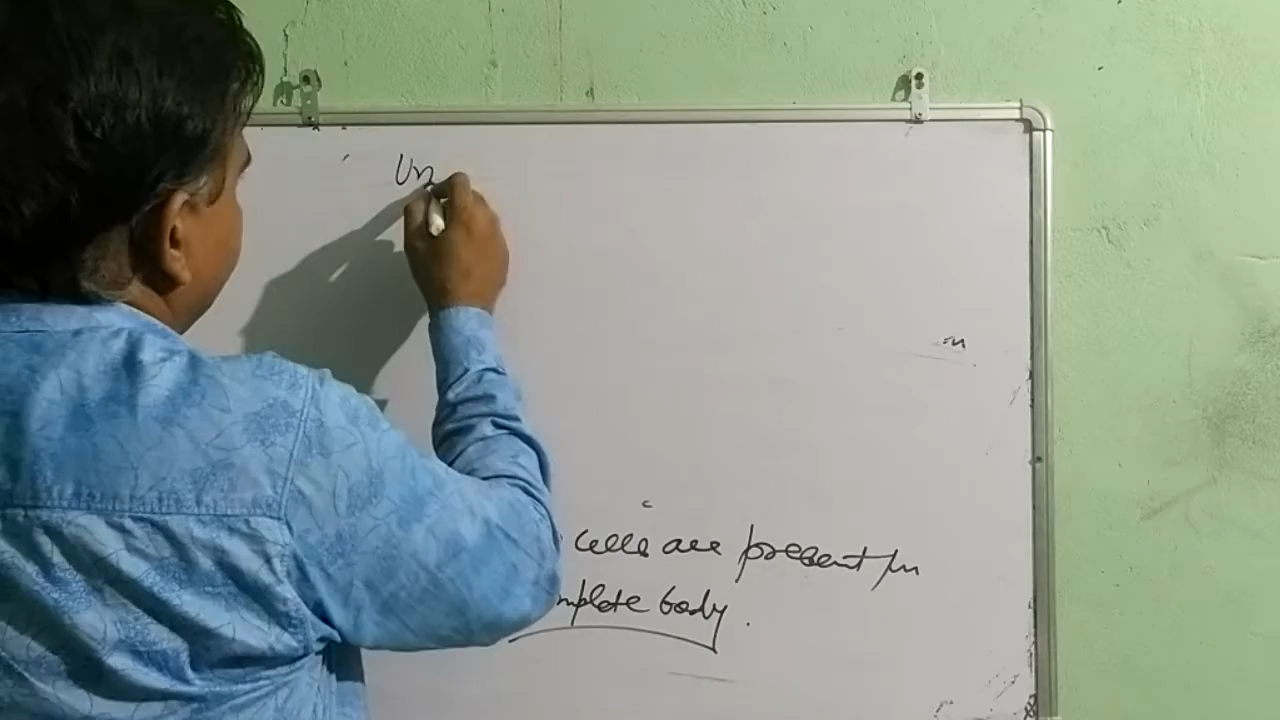 Un
cells are present in
mplete body.